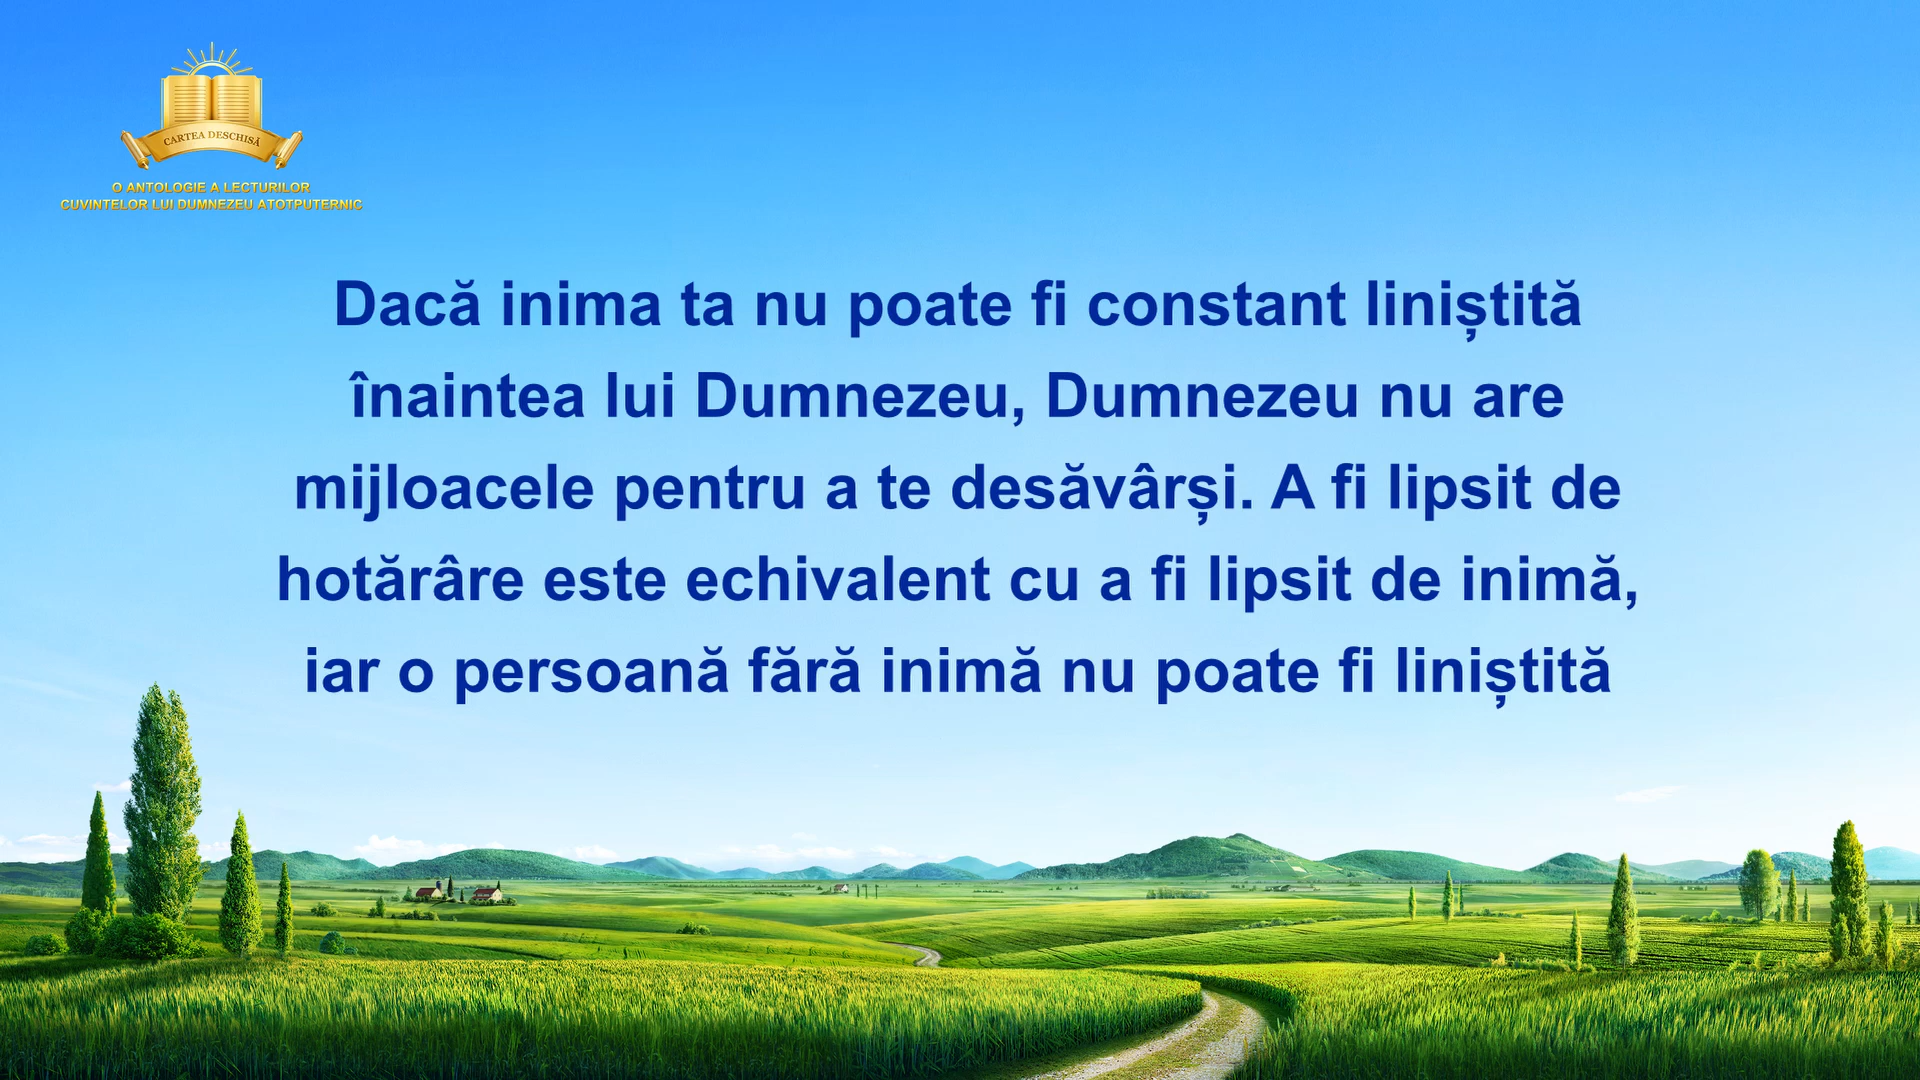 CARTEA DESCHISĂ
O ANTOLOGIE A LECTURILOR
CUVINTELOR LUI DUMNEZEU ATOTPUTERNIC
Dacă inima ta nu poate fi constant liniștită
înaintea lui Dumnezeu, Dumnezeu nu are
mijloacele pentru a te desăvârși. A fi lipsit de
hotărâre este echivalent cu a fi lipsit de inimă,
iar o persoană fără inimă nu poate fi liniștită